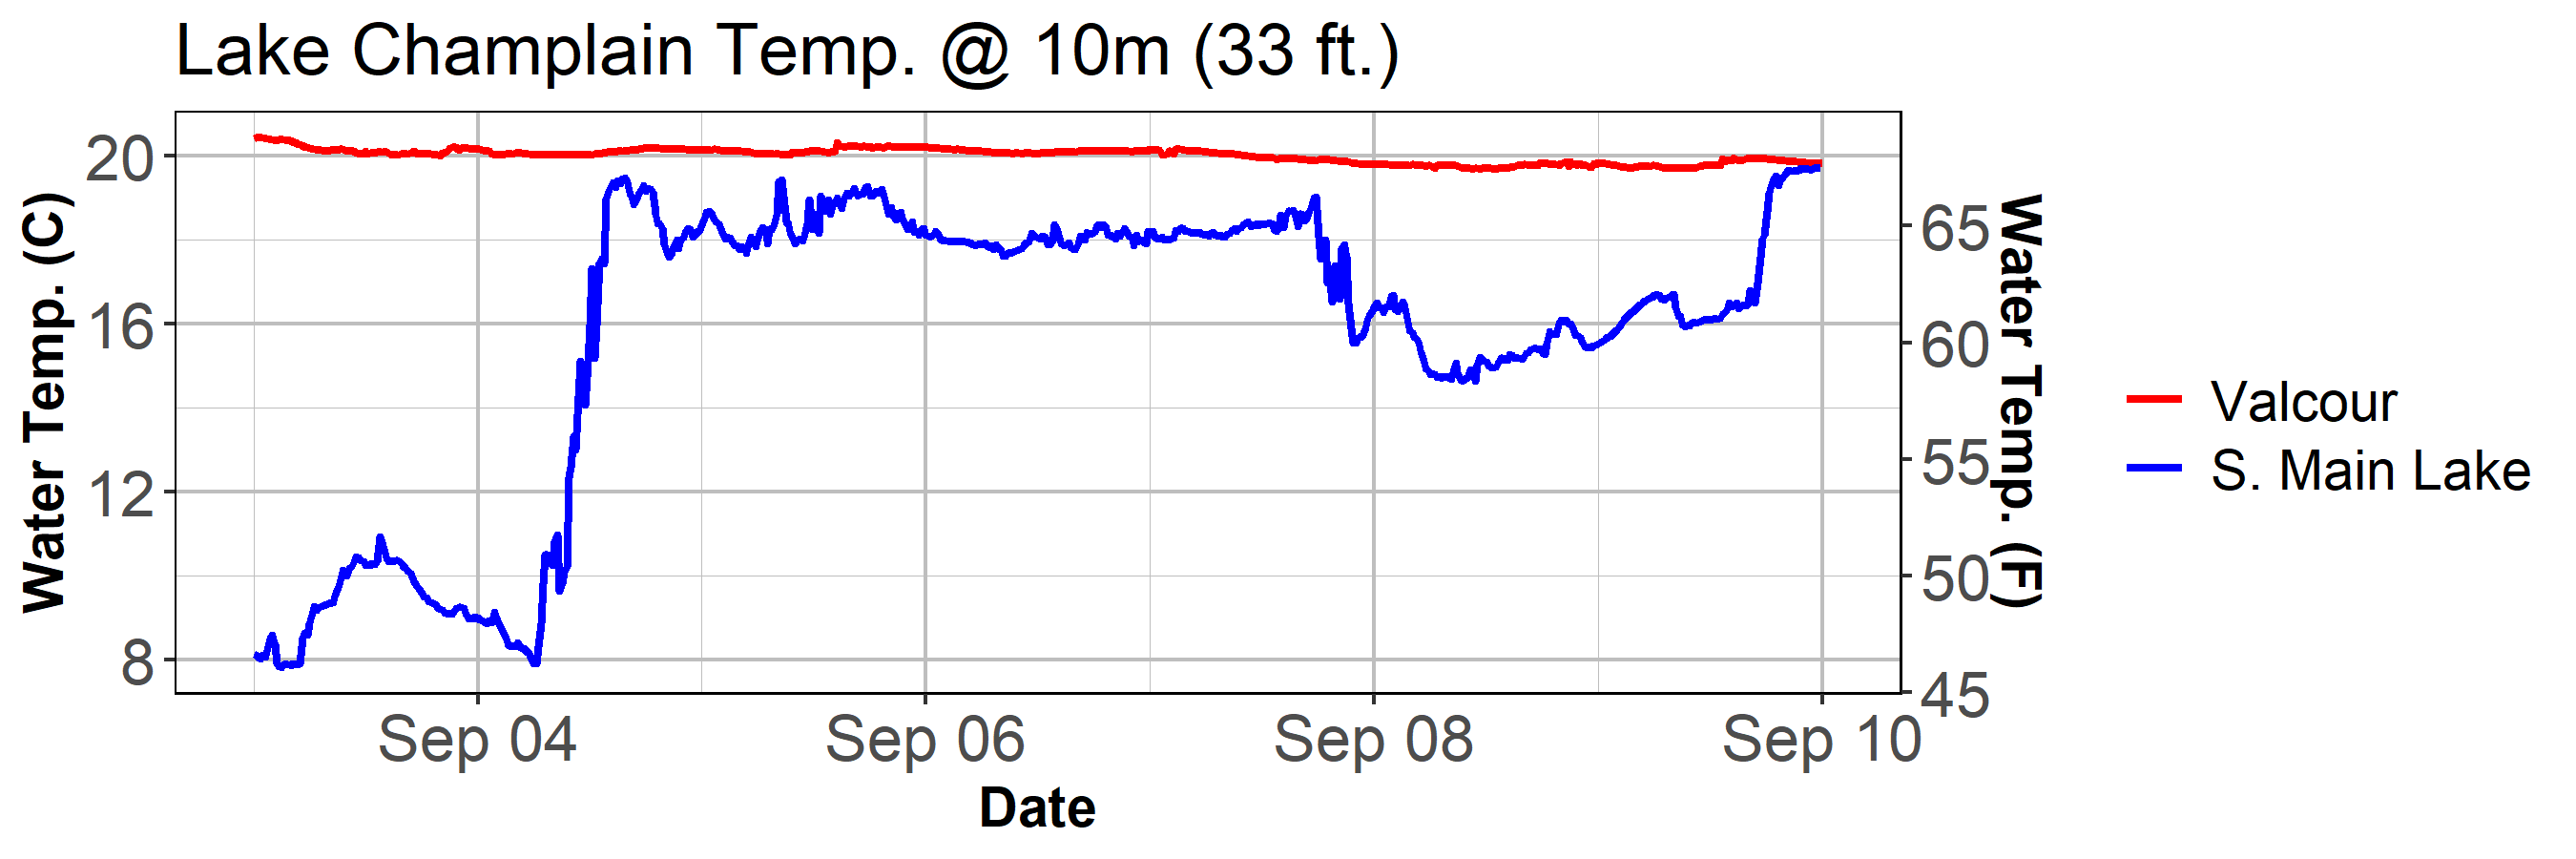 Lake Champlain Temp. @ 10m (33 ft.)
Water Temp. (C)
20
16
12
8
65
60
55
50
45
Water Temp. (F)
Sep 04
Sep 06
Sep 08
Sep 10
Date
Valcour
S. Main Lake